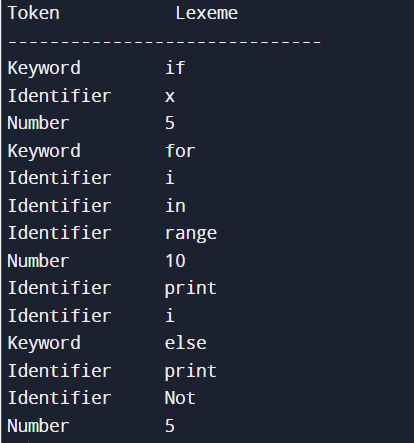 Token Lexeme
------------------------------
Keyword if
Identifier x
Number 5
Keyword for
Identifier i
Identifier in
Identifier range
Number 10
Identifier print
Identifier i
Keyword else
Identifier print
Identifier Not
Number 5